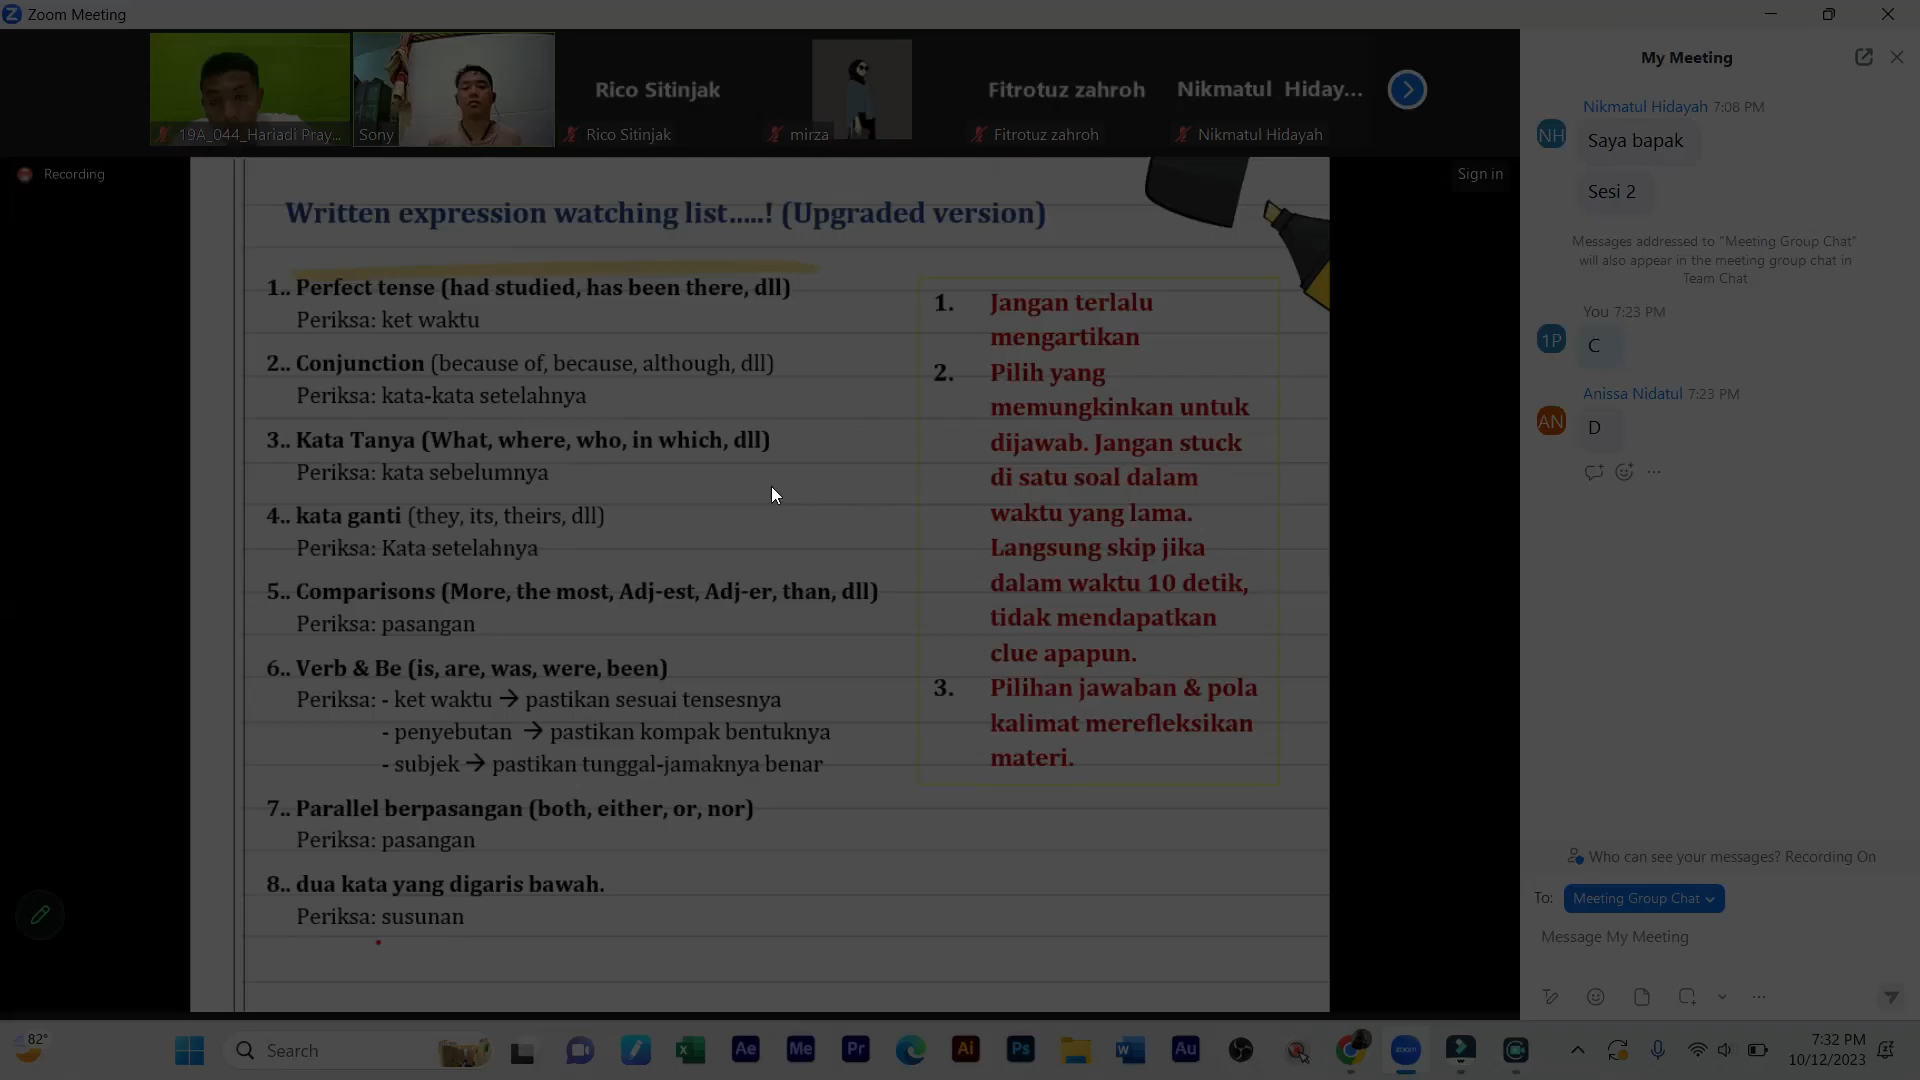 Zoom Meeting
19A_044_Hariadi Pray...
Sony
Rico Sitinjak
Rico Sitinjak
mirza
Fitrotuz zahroh
Fitrotuz zahroh
Nikmatul Hiday...
Nikmatul Hidayah
Recording
Sign in
Written expression watching list.....! (Upgraded version)
1.. Perfect tense (had studied, has been there, dll)
Periksa: ket waktu
2.. Conjunction (because of, because, although, dll)
Periksa: kata-kata setelahnya
3.. Kata Tanya (What, where, who, in which, dll)
Periksa: kata sebelumnya
4.. kata ganti (they, its, theirs, dll)
Periksa: Kata setelahnya
5.. Comparisons (More, the most, Adj-est, Adj-er, than, dll)
Periksa: pasangan
6.. Verb & Be (is, are, was, were, been)
Periksa: - ket waktu → pastikan sesuai tensesnya
- penyebutan → pastikan kompak bentuknya
- subjek → pastikan tunggal-jamaknya benar
7.. Parallel berpasangan (both, either, or, nor)
Periksa: pasangan
8.. dua kata yang digaris bawah.
Periksa: susunan
1. Jangan terlalu
mengartikan
2. Pilih yang
memungkinkan untuk
dijawab. Jangan stuck
di satu soal dalam
waktu yang lama.
Langsung skip jika
dalam waktu 10 detik,
tidak mendapatkan
clue apapun.
3. Pilihan jawaban & pola
kalimat merefleksikan
materi.
My Meeting
Nikmatul Hidayah 7:08 PM
NH
Saya bapak
Sesi 2
Messages addressed to "Meeting Group Chat"
will also appear in the meeting group chat in
Team Chat
You 7:23 PM
1P
C
Anissa Nidatul 7:23 PM
AN
D
Who can see your messages? Recording On
To: Meeting Group Chat
Message My Meeting
82°
Search
Ae
Me
Pr
Ai
Ps
Au
zoom
7:32 PM
10/12/2023